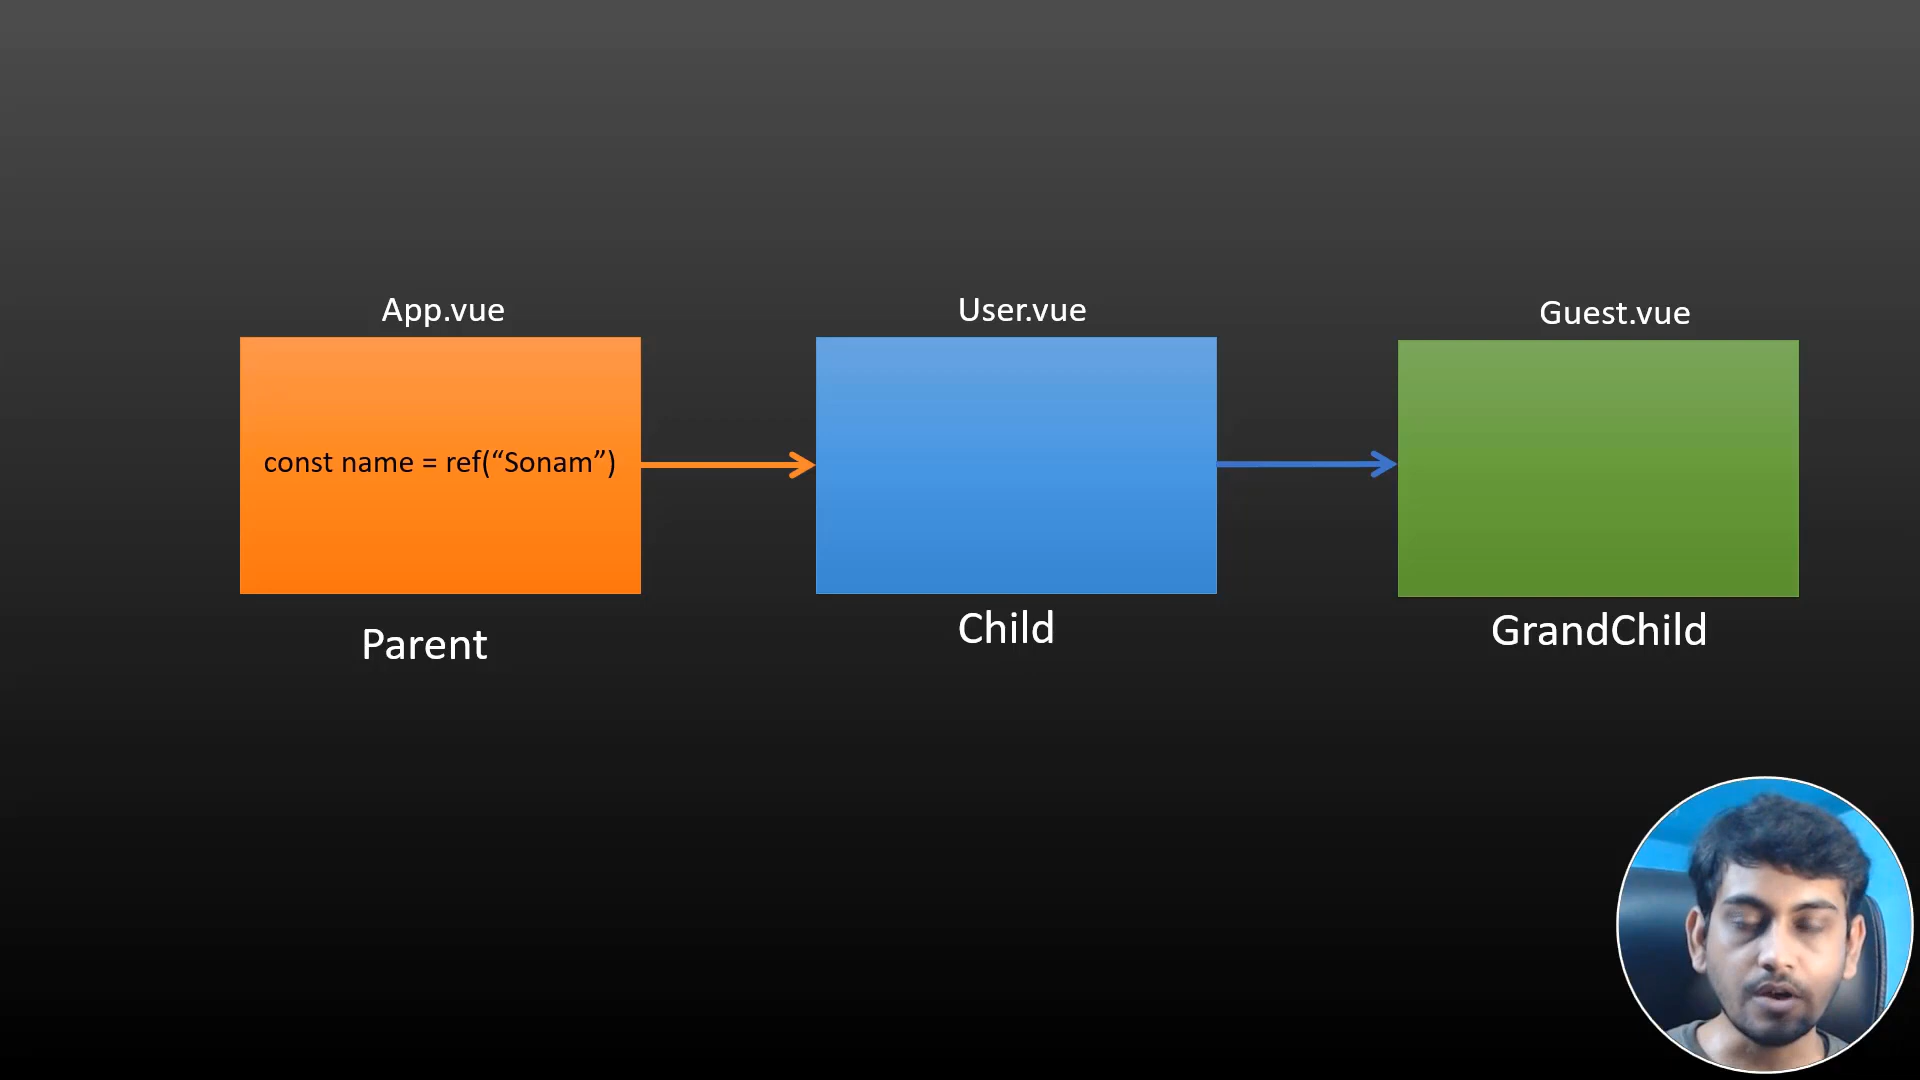 App.vue
User.vue
Guest.vue
const name = ref(“Sonam”)
Parent
Child
GrandChild